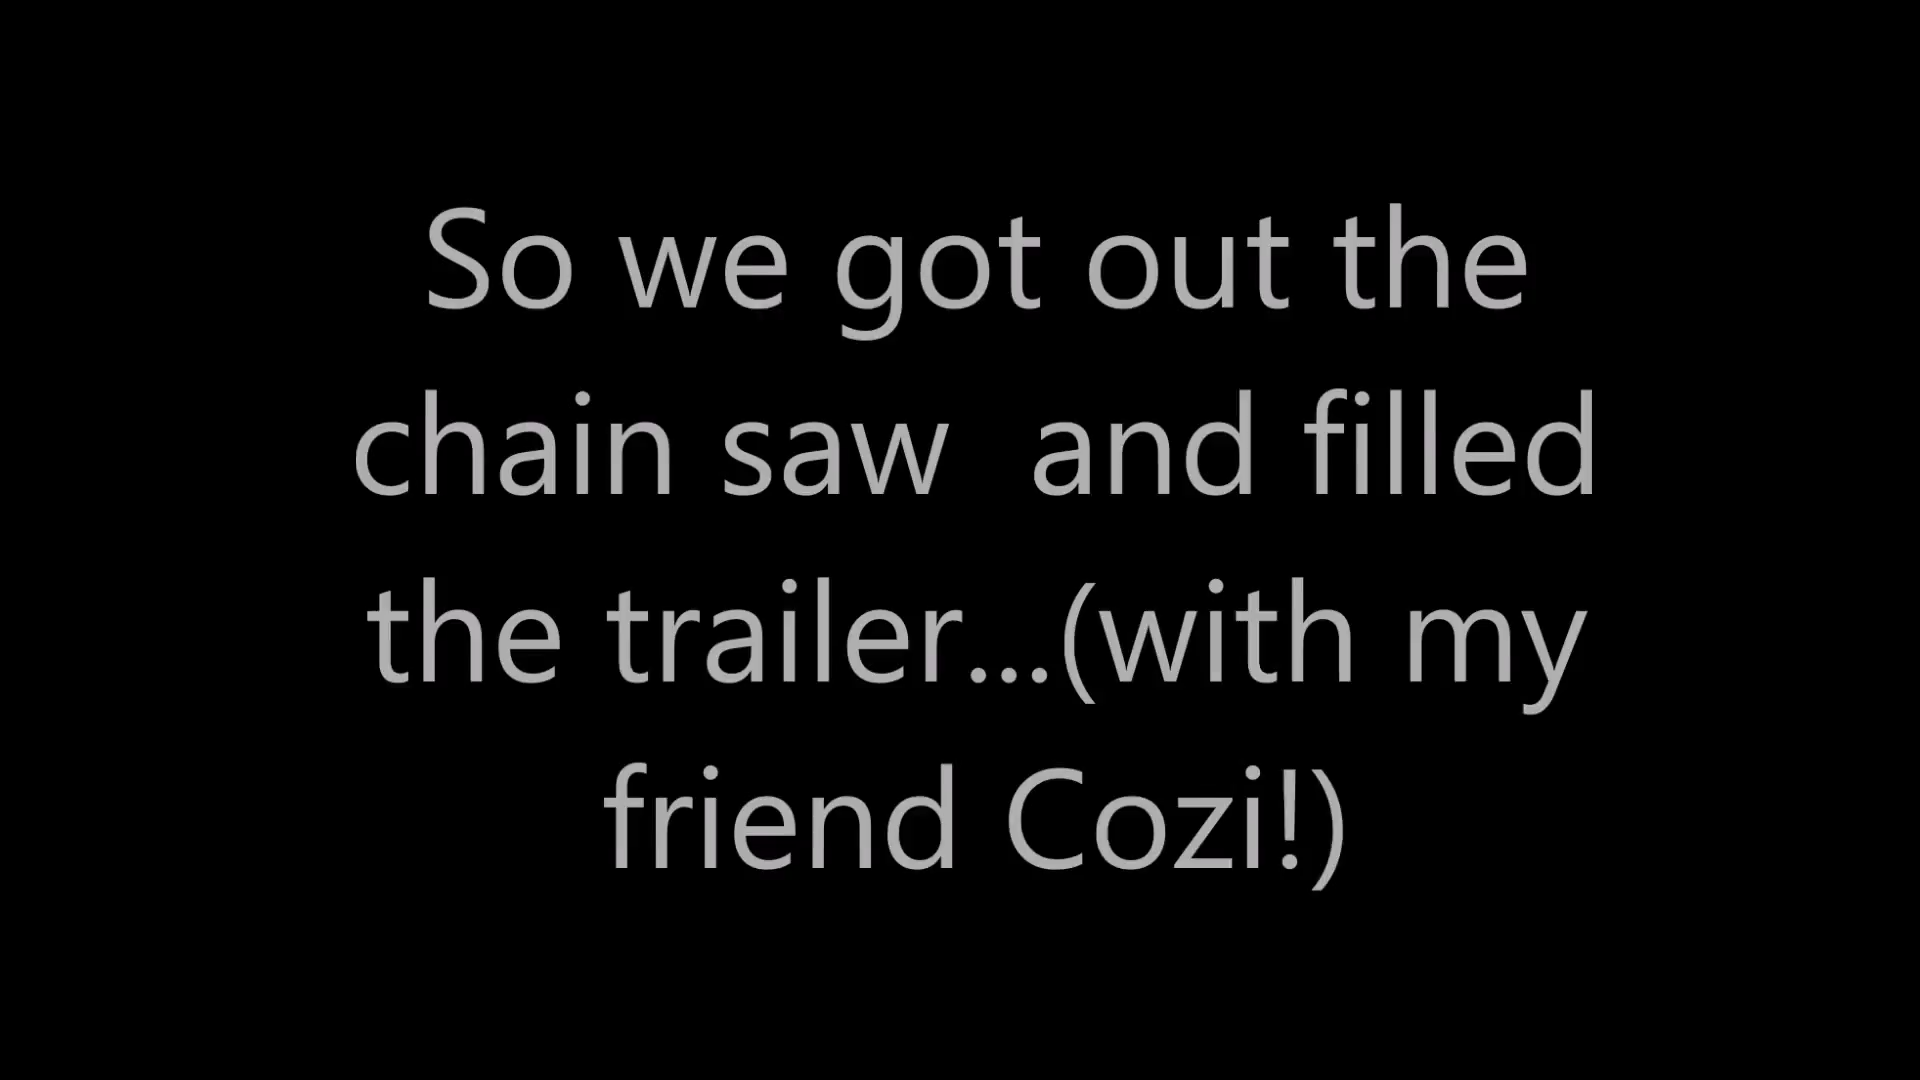 So we got out the
chain saw  and filled
the trailer...(with my
friend Cozi!)